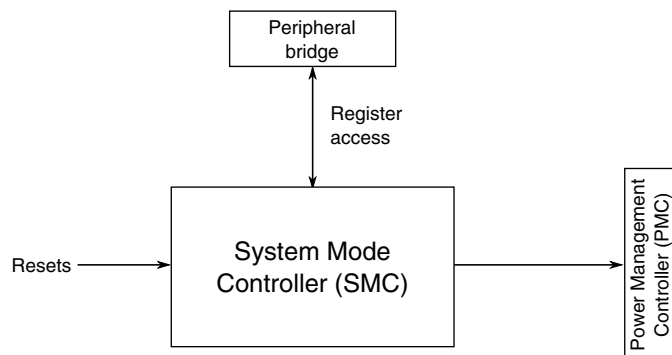 Peripheral
bridge
Register
access
Resets
System Mode
Controller (SMC)
Power Management
Controller (PMC)